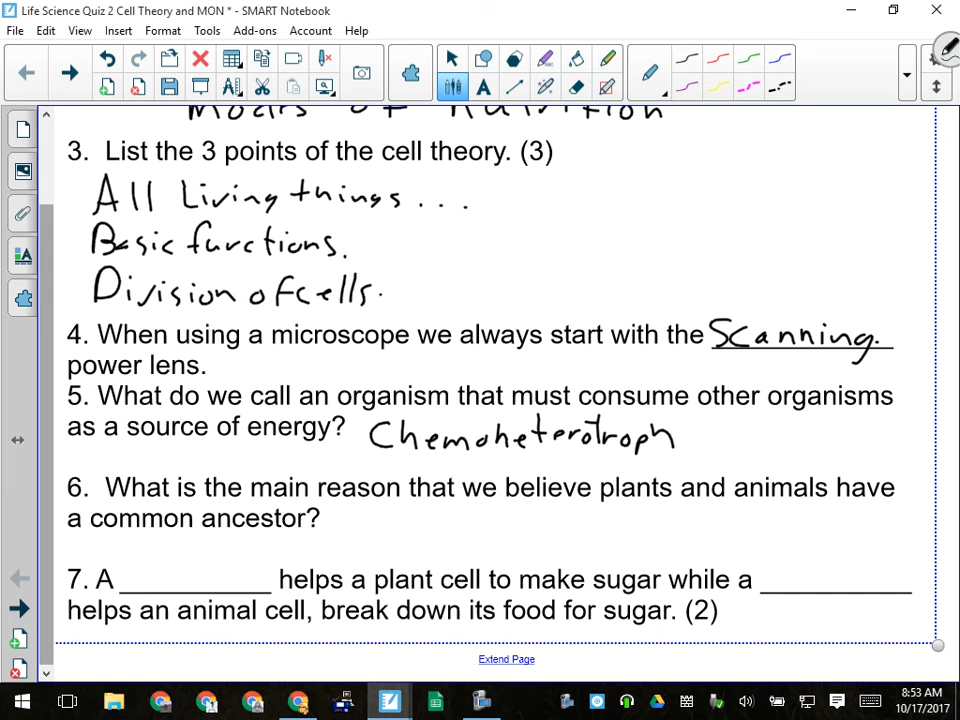 Life Science Quiz 2 Cell Theory and MON * - SMART Notebook
File Edit View Insert Format Tools Add-ons Account Help
Modes of Nutrition
3. List the 3 points of the cell theory. (3)
All Living things...
Basic functions.
Division of cells.
4. When using a microscope we always start with the Scanning.
power lens.
5. What do we call an organism that must consume other organisms
as a source of energy? Chemoheterotroph
6. What is the main reason that we believe plants and animals have
a common ancestor?
7. A __________ helps a plant cell to make sugar while a __________
helps an animal cell, break down its food for sugar. (2)
Extend Page
8:53 AM
10/17/2017